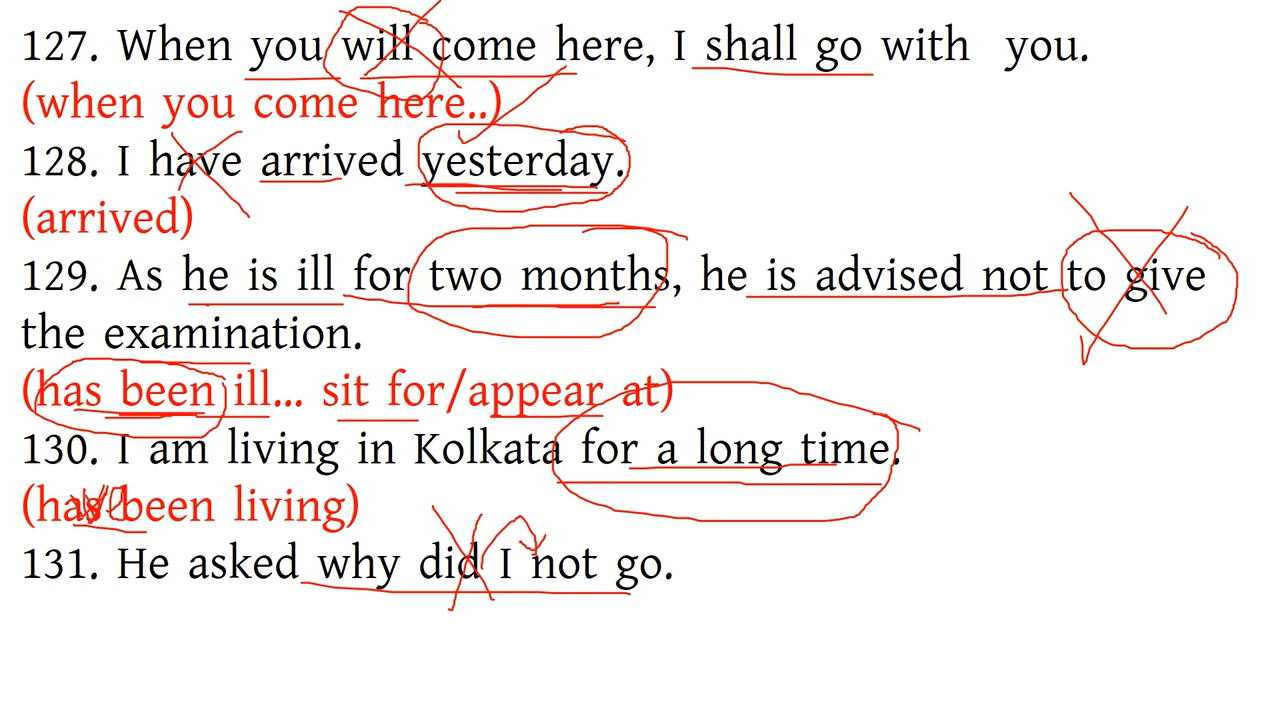 127. When you will come here, I shall go with you.
(when you come here..)
128. I have arrived yesterday.
(arrived)
129. As he is ill for two months, he is advised not to give
the examination.
(has been ill... sit for/appear at)
130. I am living in Kolkata for a long time.
(has been living)
131. He asked why did I not go.